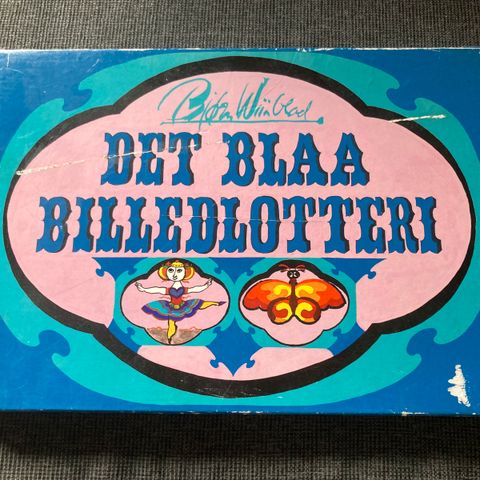 Bjørn Wiinblad.
DET BLAA
BILLEDLOTTERI